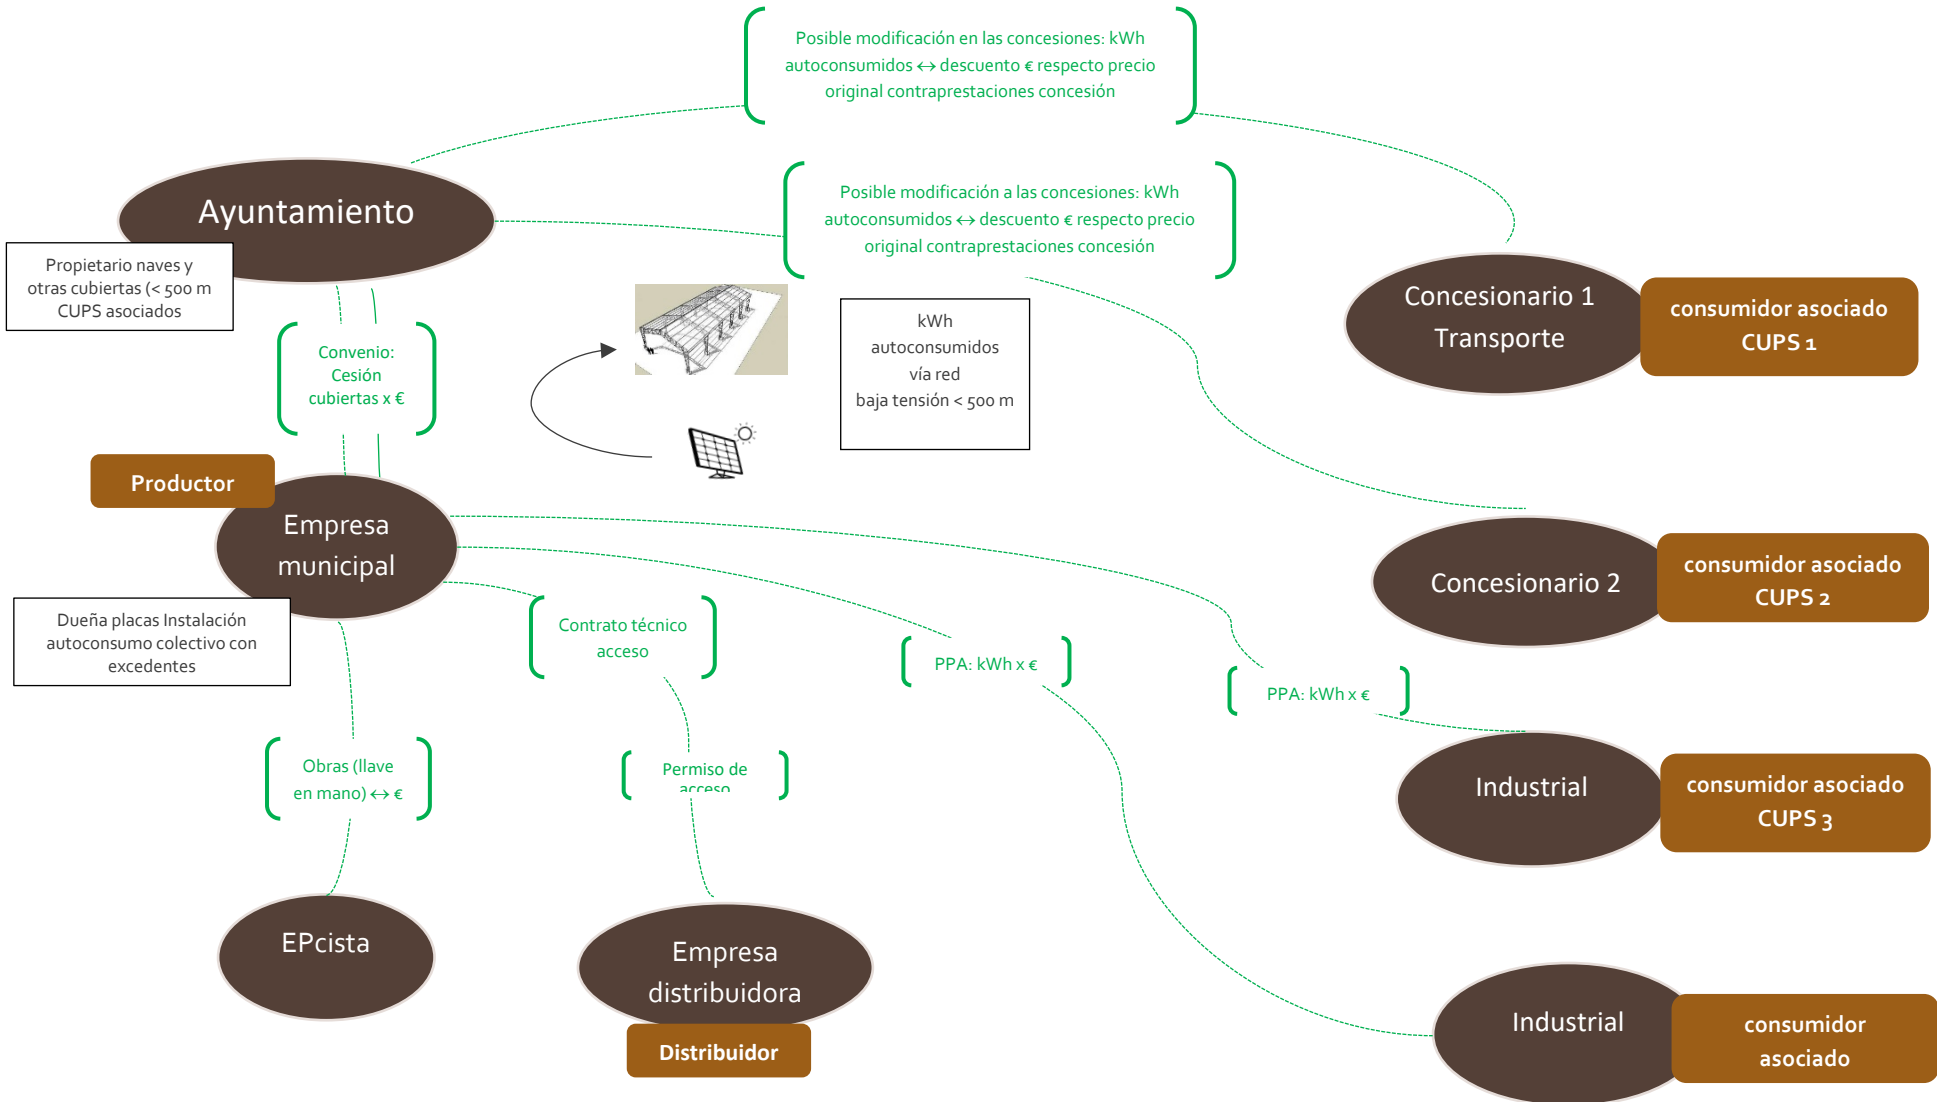 Posible modificación en las concesiones: kWh
autoconsumidos ↔ descuento € respecto precio
original contraprestaciones concesión
Ayuntamiento
Posible modificación a las concesiones: kWh
autoconsumidos ↔ descuento € respecto precio
original contraprestaciones concesión
Propietario naves y
otras cubiertas (< 500 m
CUPS asociados
Concesionario 1
Transporte
consumidor asociado
CUPS 1
kWh
autoconsumidos
vía red
baja tensión < 500 m
Convenio:
Cesión
cubiertas x €
Productor
Empresa
municipal
Concesionario 2
consumidor asociado
CUPS 2
Dueña placas Instalación
autoconsumo colectivo con
excedentes
Contrato técnico
acceso
PPA: kWh x €
PPA: kWh x €
Obras (llave
en mano) ↔ €
Permiso de
acceso
Industrial
consumidor asociado
CUPS 3
EPcista
Empresa
distribuidora
Distribuidor
Industrial
consumidor
asociado